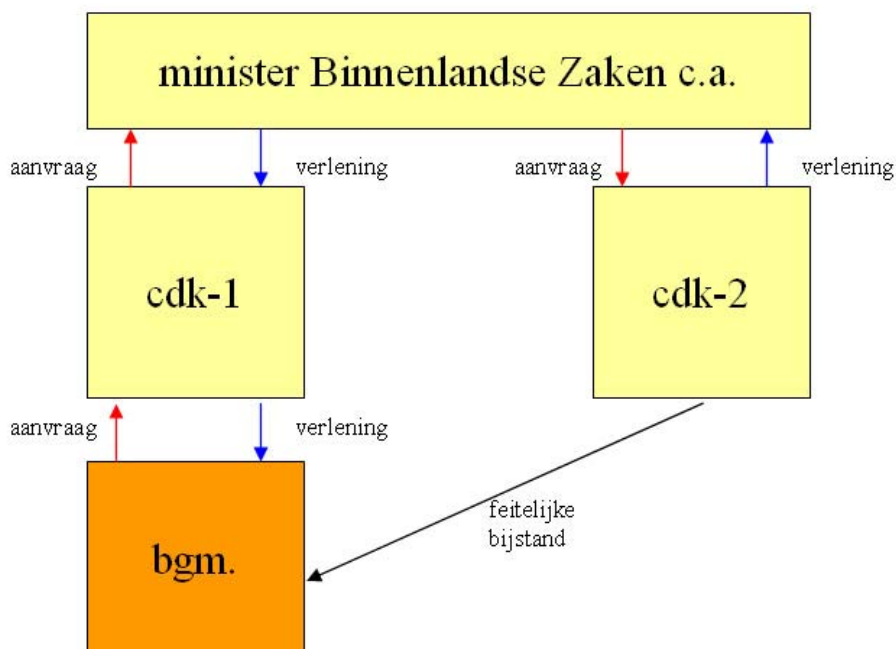 minister Binnenlandse Zaken c.a.
aanvraag
verlening
aanvraag
verlening
cdk-1
cdk-2
aanvraag
verlening
feitelijke
bijstand
bgm.